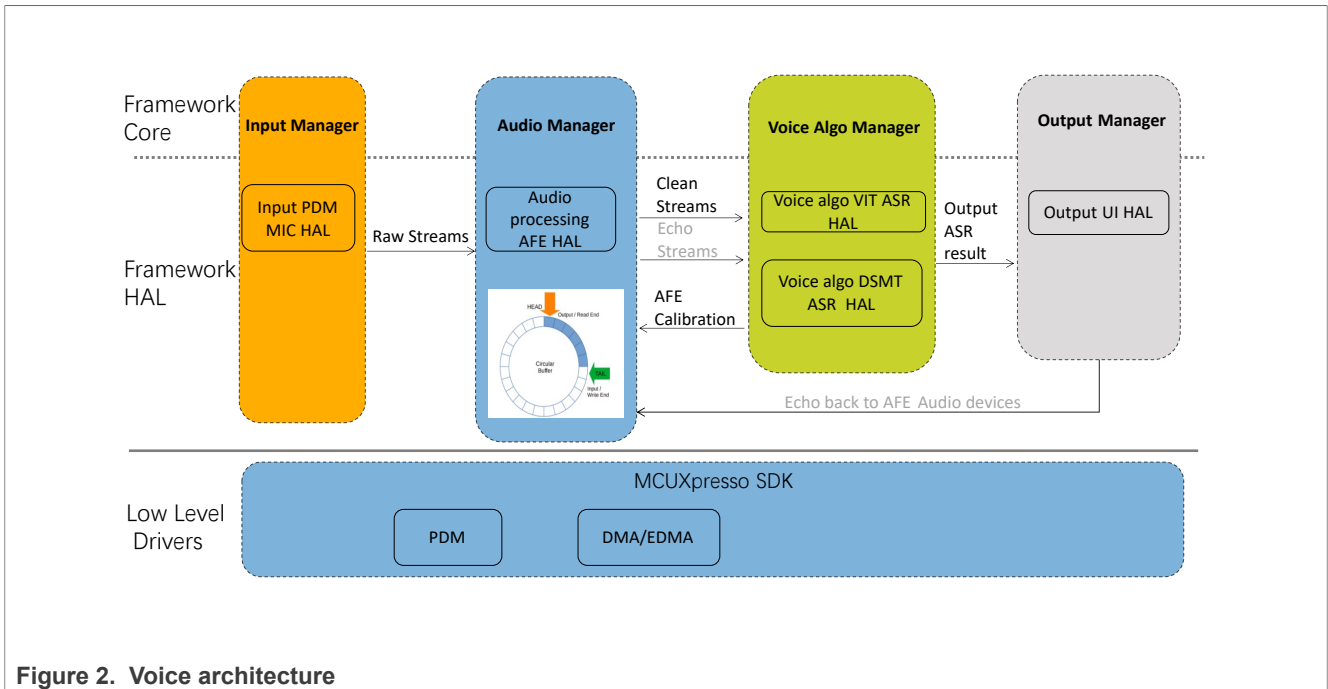 Framework
Core
Input Manager
Audio Manager
Voice Algo Manager
Output Manager
Framework
HAL
Input PDM
MIC HAL
Raw Streams
Audio
processing
AFE HAL
HEAD
Output / Read End
Circular
Buffer
TAIL
Input /
Write End
Clean
Streams
Echo
Streams
AFE
Calibration
Voice algo VIT ASR
HAL
Voice algo DSMT
ASR HAL
Output
ASR
result
Output UI HAL
Echo back to AFE Audio devices
Low Level
Drivers
MCUXpresso SDK
PDM
DMA/EDMA
Figure 2. Voice architecture